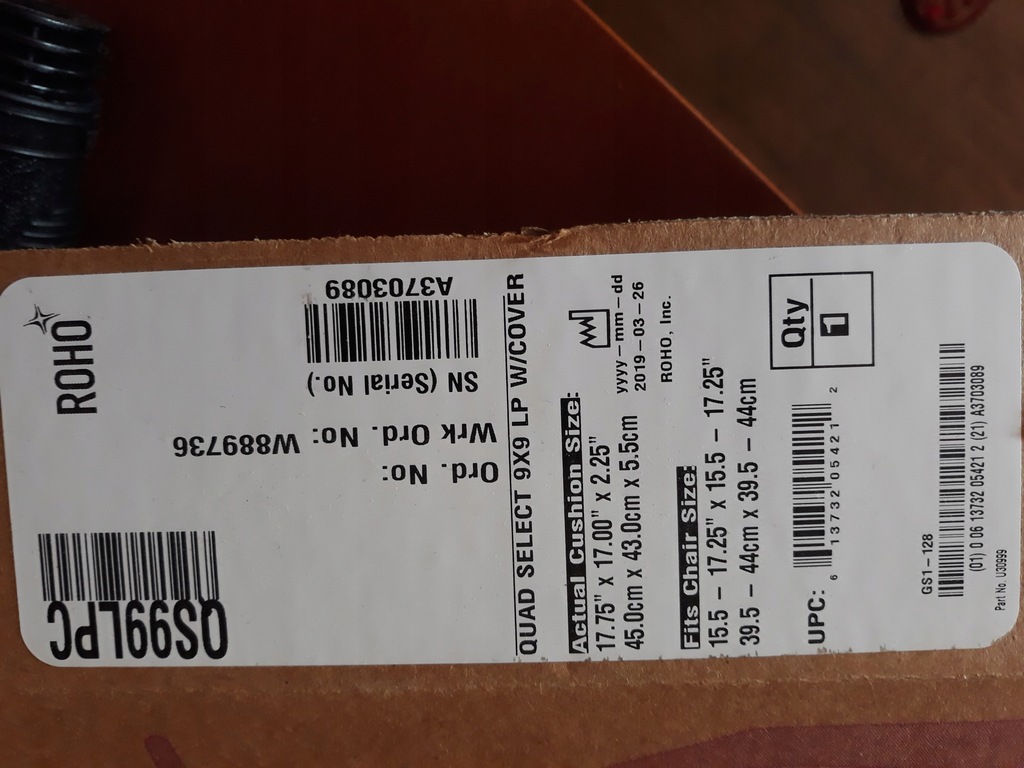 ROHO
QS99LPC
SN (Serial No.)
A3703089
Wrk Ord. No: W889736
Ord. No:
QUAD SELECT 9X9 LP W/COVER
Actual Cushion Size:
17.75" x 17.00" x 2.25"
45.0cm x 43.0cm x 5.5cm
yyyy-mm-dd
2019-03-26
ROHO, Inc.
Fits Chair Size:
15.5 - 17.25" x 15.5 - 17.25"
39.5 - 44cm x 39.5 - 44cm
Qty
1
UPC:
6 13732 05421 2
GS1-128
(01) 0 06 13732 05421 2 (21) A3703089
Part No. U30999